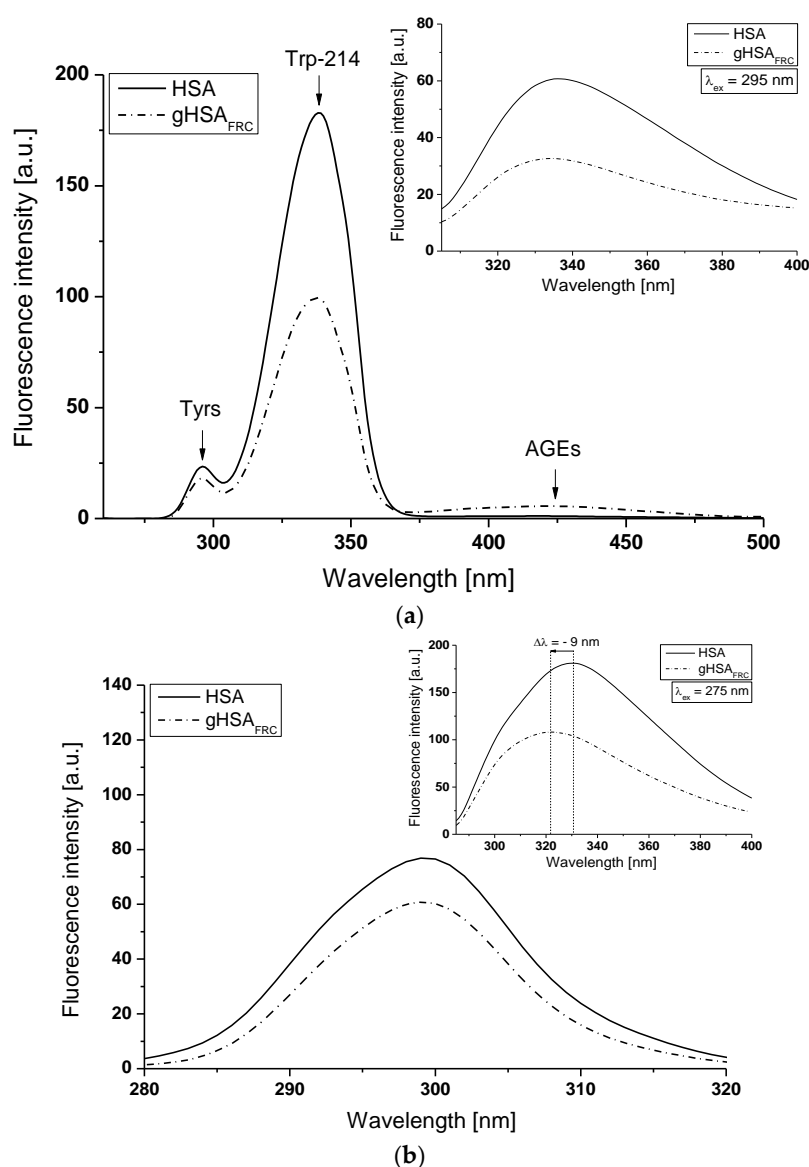 200
150
100
50
0
Fluorescence intensity [a.u.]
HSA
gHSA_FRC
Trp-214
Tyrs
AGEs
300
350
400
450
500
Wavelength [nm]
80
60
40
20
0
Fluorescence intensity [a.u.]
HSA
gHSA_FRC
λ_ex = 295 nm
320
340
360
380
400
Wavelength [nm]
(a)
140
120
100
80
60
40
20
0
Fluorescence intensity [a.u.]
HSA
gHSA_FRC
280
290
300
310
320
Wavelength [nm]
Δλ = - 9 nm
200
150
100
50
0
Fluorescence intensity [a.u.]
HSA
gHSA_FRC
λ_ex = 275 nm
300
320
340
360
380
400
Wavelength [nm]
(b)